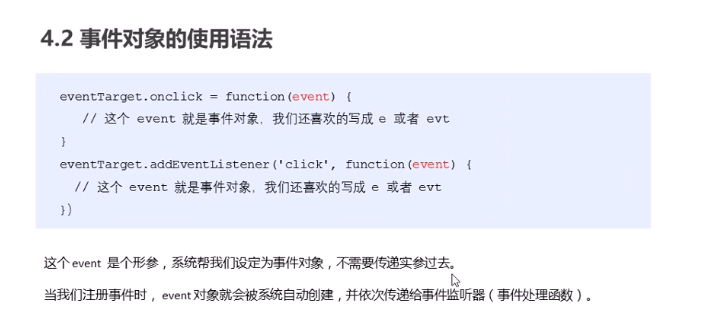 4.2 事件对象的使用语法
eventTarget.onclick = function(event) {
// 这个 event 就是事件对象，我们还喜欢的写成 e 或者 evt
}
eventTarget.addEventListener('click', function(event) {
// 这个 event 就是事件对象，我们还喜欢的写成 e 或者 evt
})
这个 event 是个形参，系统帮我们设定为事件对象，不需要传递实参过去。
当我们注册事件时， event 对象就会被系统自动创建，并依次传递给事件监听器（事件处理函数）。